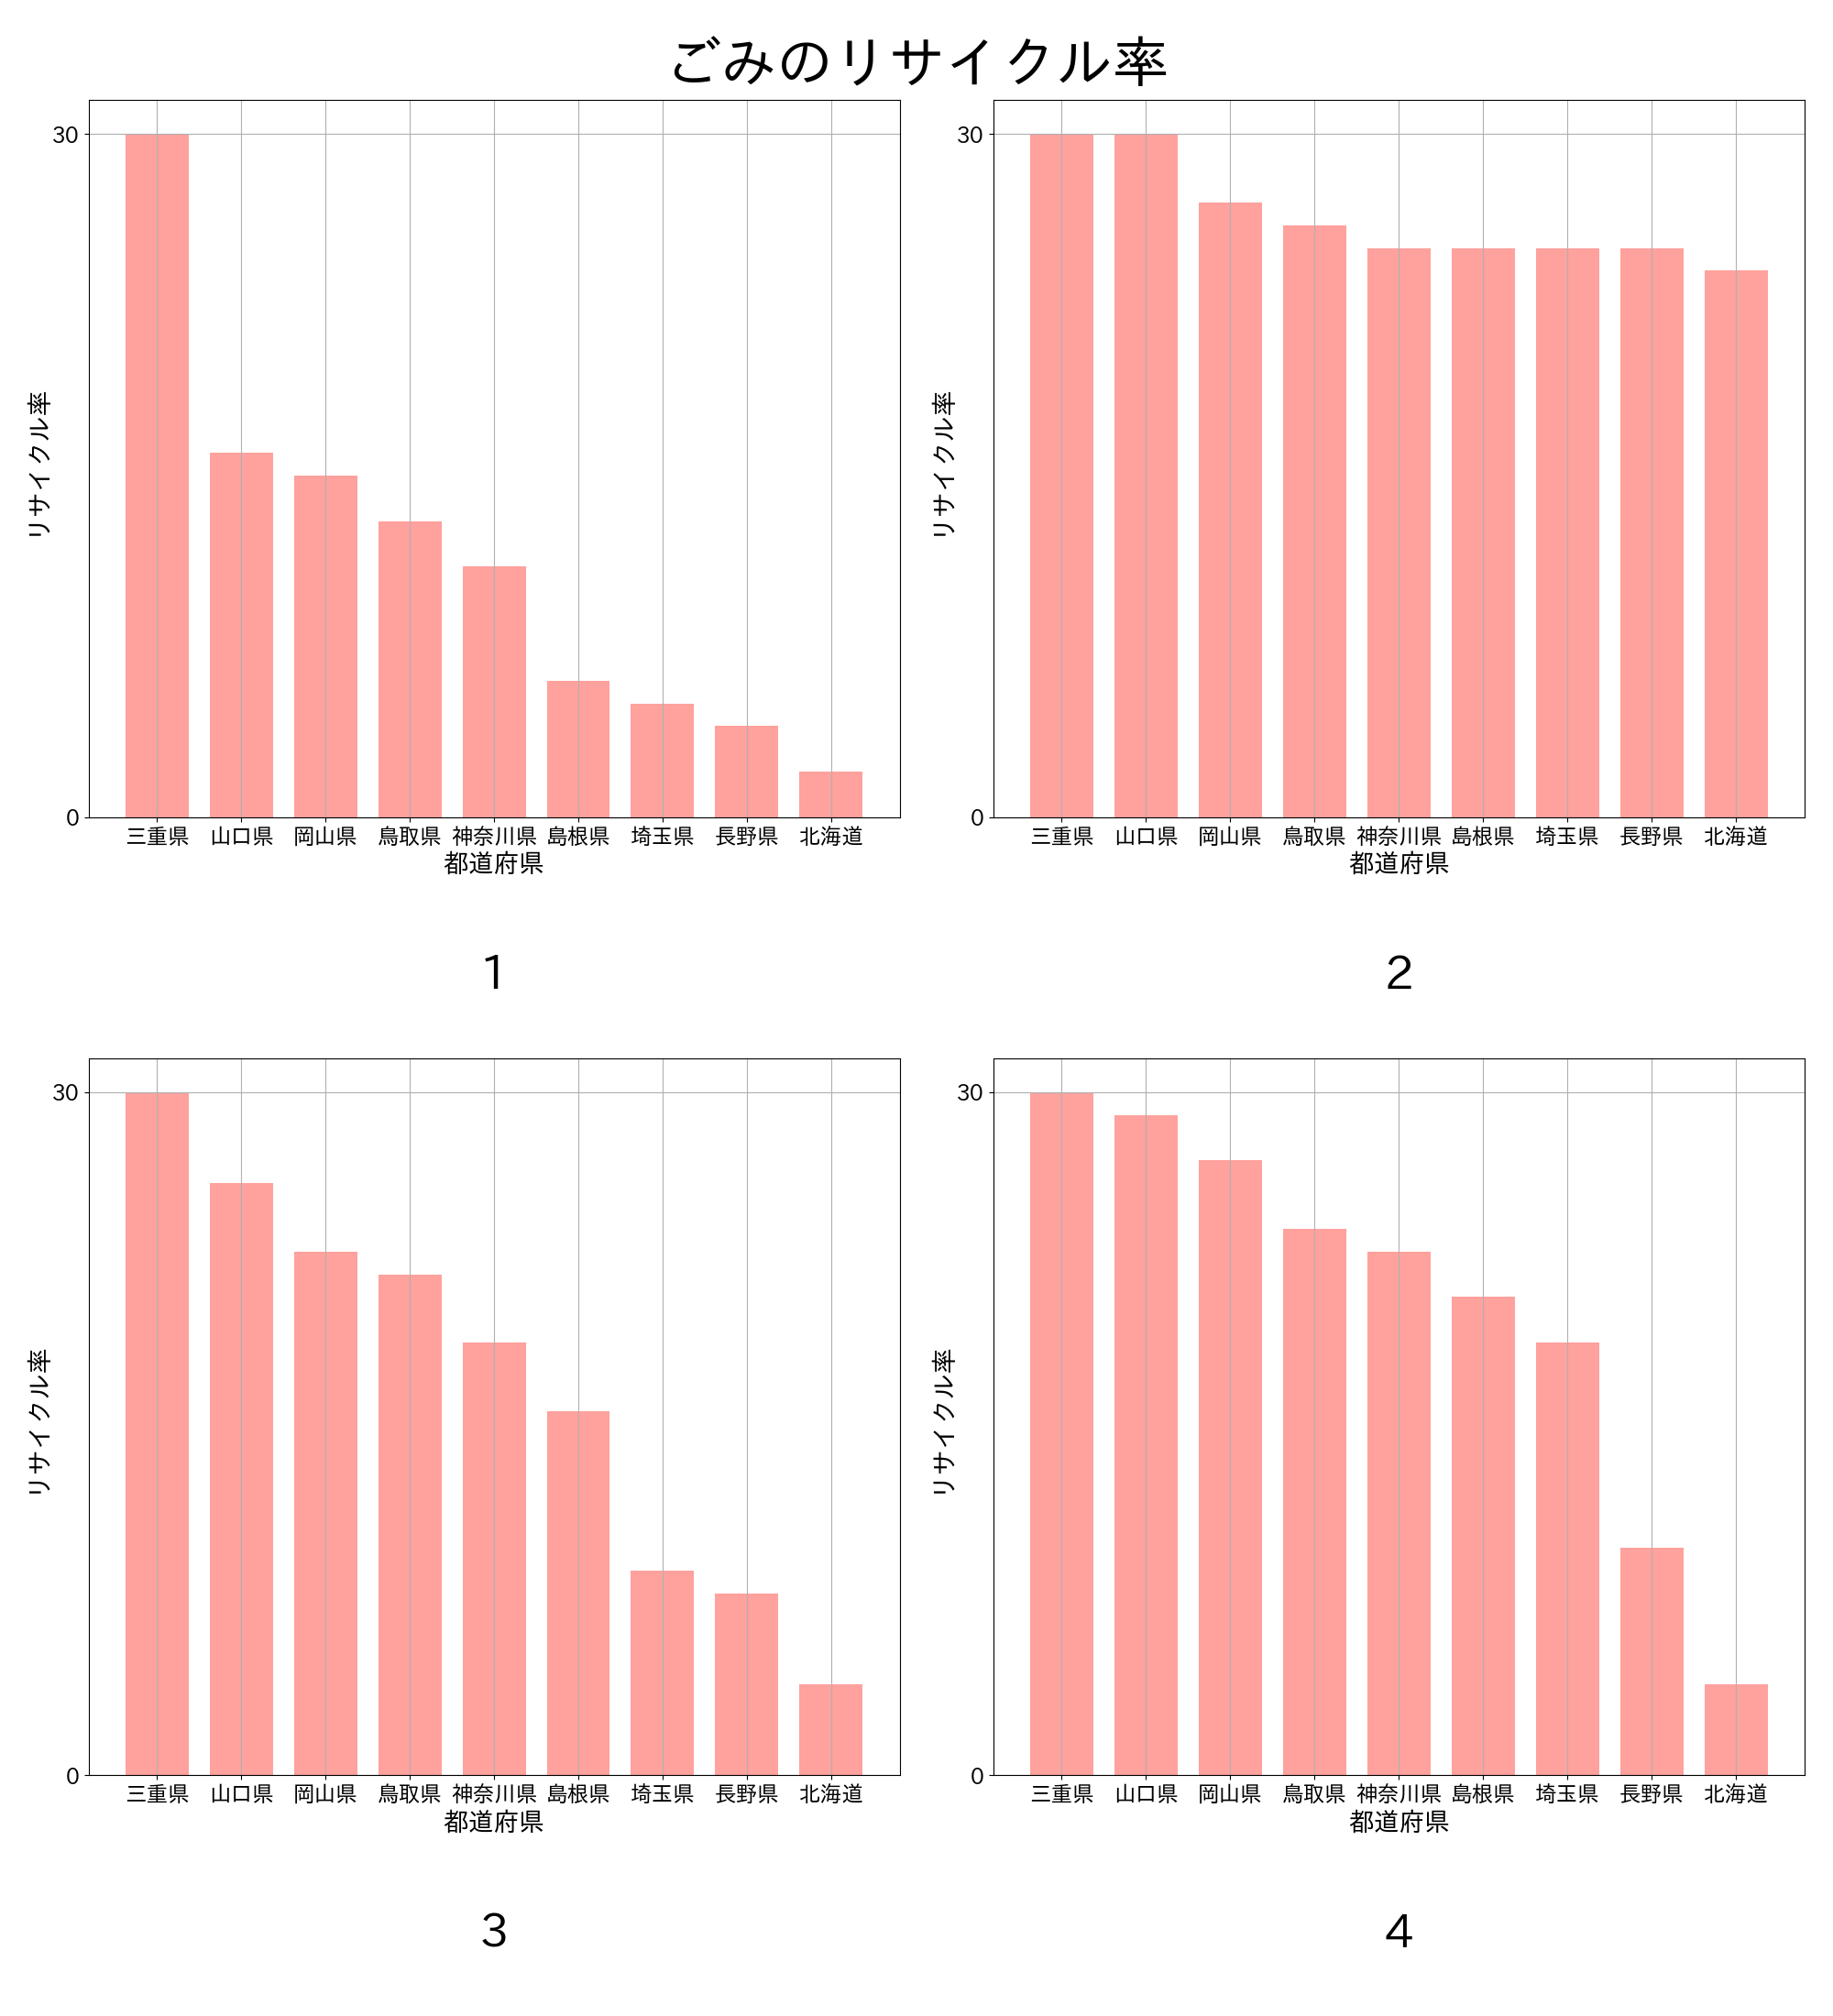 ごみのリサイクル率
30
0
リサイクル率
三重県 山口県 岡山県 鳥取県 神奈川県 島根県 埼玉県 長野県 北海道
都道府県
1
30
0
リサイクル率
三重県 山口県 岡山県 鳥取県 神奈川県 島根県 埼玉県 長野県 北海道
都道府県
2
30
0
リサイクル率
三重県 山口県 岡山県 鳥取県 神奈川県 島根県 埼玉県 長野県 北海道
都道府県
3
30
0
リサイクル率
三重県 山口県 岡山県 鳥取県 神奈川県 島根県 埼玉県 長野県 北海道
都道府県
4